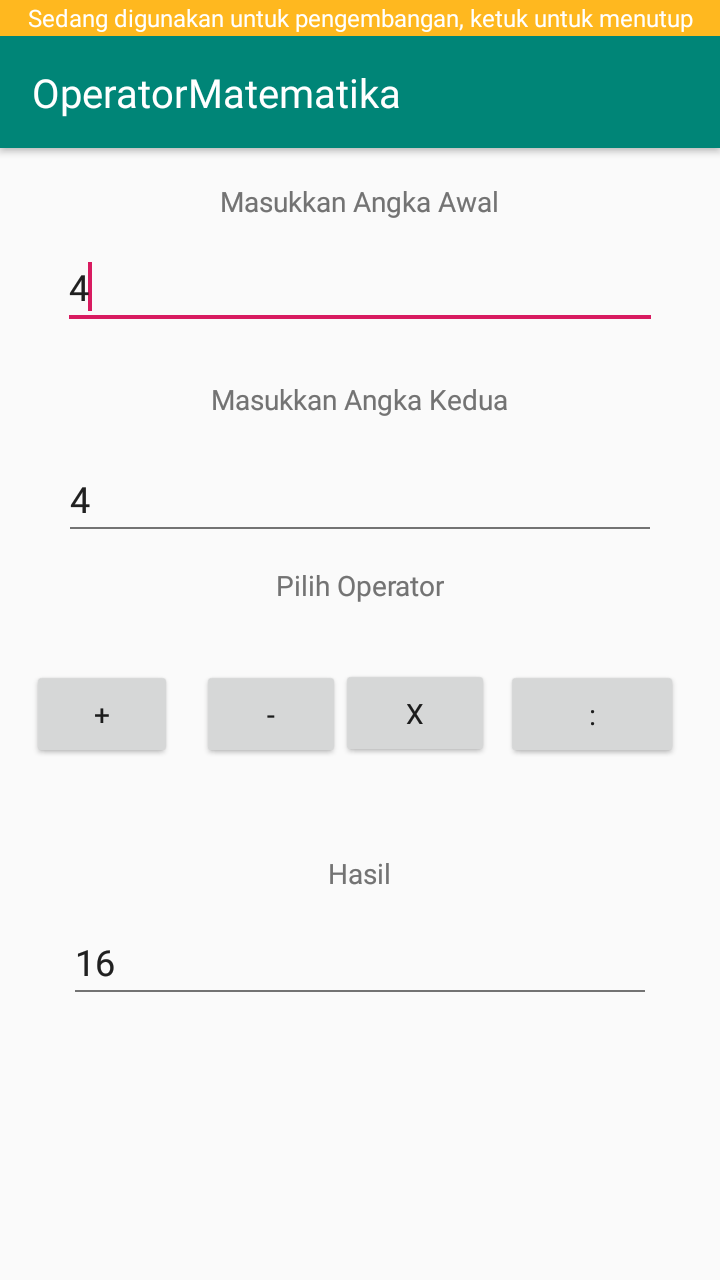 Sedang digunakan untuk pengembangan, ketuk untuk menutup
OperatorMatematika
Masukkan Angka Awal
4
Masukkan Angka Kedua
4
Pilih Operator
+ - X :
Hasil
16